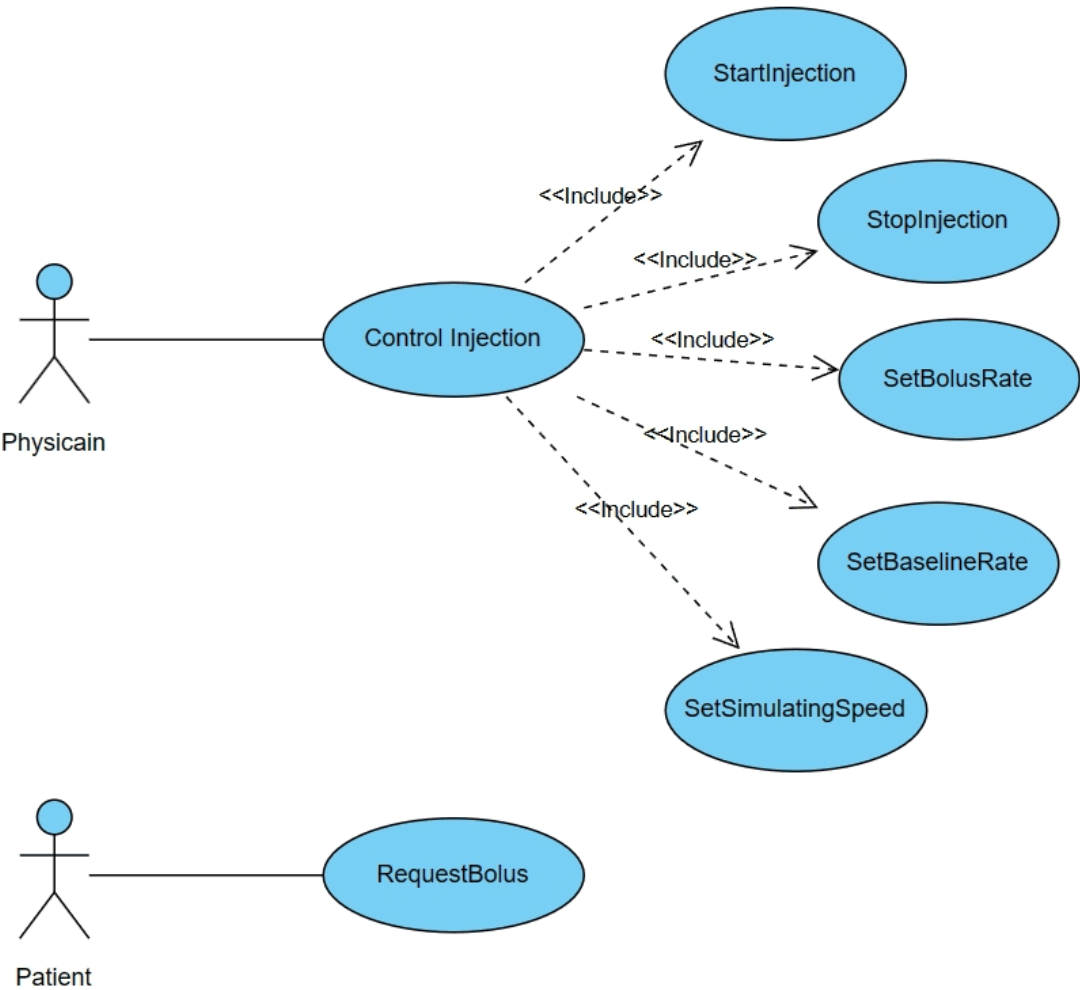 StartInjection
<<Include>>
StopInjection
<<Include>>
Control Injection
<<Include>>
SetBolusRate
Physicain
<<Include>>
<<Include>>
SetBaselineRate
SetSimulatingSpeed
RequestBolus
Patient